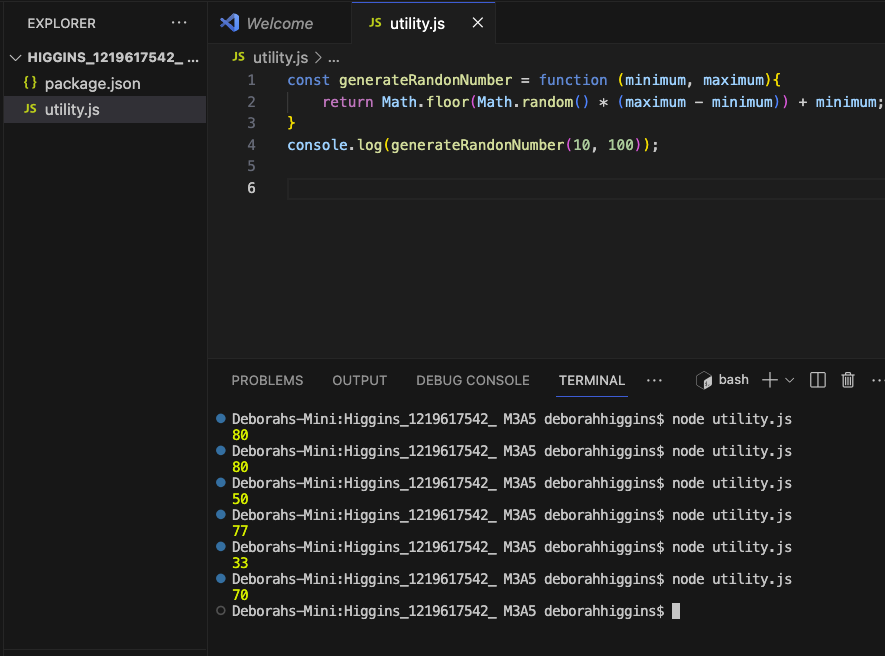 EXPLORER ...
Welcome
JS utility.js
HIGGINS_1219617542_ ...
{} package.json
JS utility.js
JS utility.js > ...
1 const generateRandonNumber = function (minimum, maximum){
2 return Math.floor(Math.random() * (maximum - minimum)) + minimum;
3 }
4 console.log(generateRandonNumber(10, 100));
5
6
PROBLEMS OUTPUT DEBUG CONSOLE TERMINAL ... bash ...
Deborahs-Mini:Higgins_1219617542_ M3A5 deborahhiggins$ node utility.js
80
Deborahs-Mini:Higgins_1219617542_ M3A5 deborahhiggins$ node utility.js
80
Deborahs-Mini:Higgins_1219617542_ M3A5 deborahhiggins$ node utility.js
50
Deborahs-Mini:Higgins_1219617542_ M3A5 deborahhiggins$ node utility.js
77
Deborahs-Mini:Higgins_1219617542_ M3A5 deborahhiggins$ node utility.js
33
Deborahs-Mini:Higgins_1219617542_ M3A5 deborahhiggins$ node utility.js
70
Deborahs-Mini:Higgins_1219617542_ M3A5 deborahhiggins$